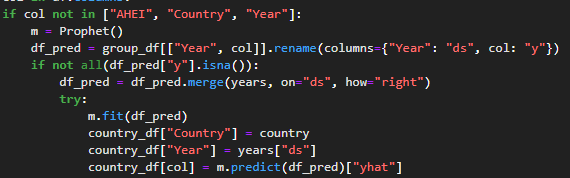 if col not in ["AHEI", "Country", "Year"]:
m = Prophet()
df_pred = group_df[["Year", col]].rename(columns={"Year": "ds", col: "y"})
if not all(df_pred["y"].isna()):
df_pred = df_pred.merge(years, on="ds", how="right")
try:
m.fit(df_pred)
country_df["Country"] = country
country_df["Year"] = years["ds"]
country_df[col] = m.predict(df_pred)["yhat"]